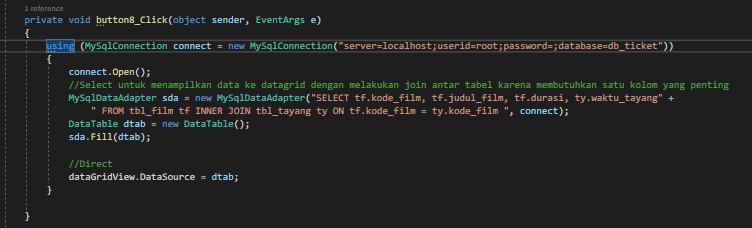 1 reference
private void button8_Click(object sender, EventArgs e)
{
using (MySqlConnection connect = new MySqlConnection("server=localhost;userid=root;password=;database=db_ticket"))
{
connect.Open();
//Select untuk menampilkan data ke datagrid dengan melakukan join antar tabel karena membutuhkan satu kolom yang penting
MySqlDataAdapter sda = new MySqlDataAdapter("SELECT tf.kode_film, tf.judul_film, tf.durasi, ty.waktu_tayang" +
" FROM tbl_film tf INNER JOIN tbl_tayang ty ON tf.kode_film = ty.kode_film ", connect);
DataTable dtab = new DataTable();
sda.Fill(dtab);
//Direct
dataGridView.DataSource = dtab;
}
}